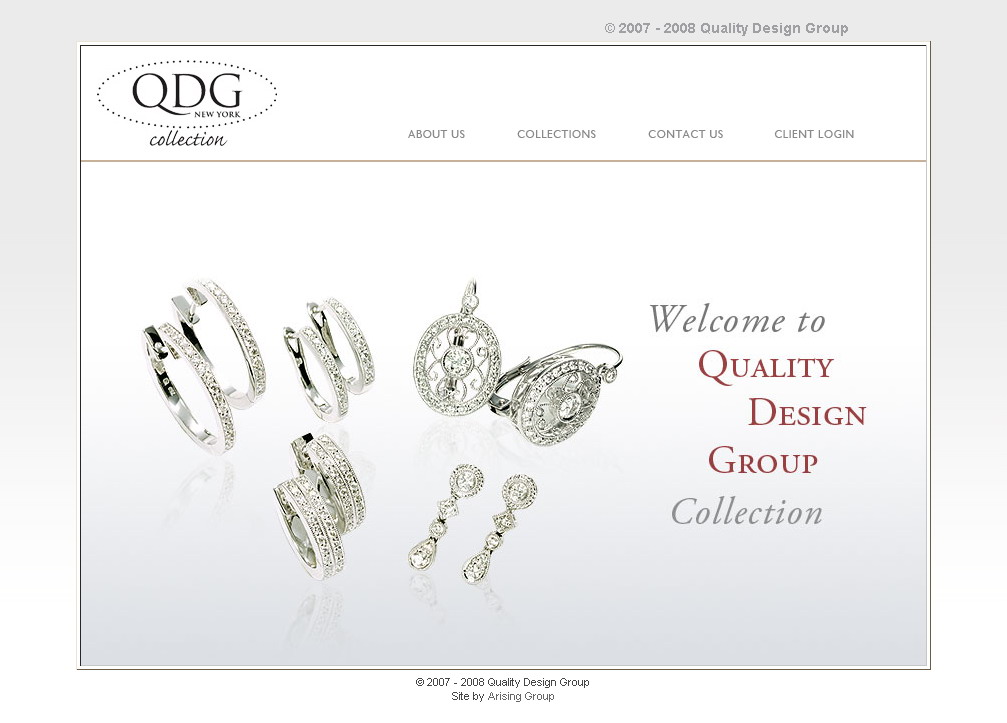 © 2007 - 2008 Quality Design Group
QDG
NEW YORK
collection
ABOUT US COLLECTIONS CONTACT US CLIENT LOGIN
Welcome to
QUALITY
DESIGN
GROUP
Collection
© 2007 - 2008 Quality Design Group
Site by Arising Group